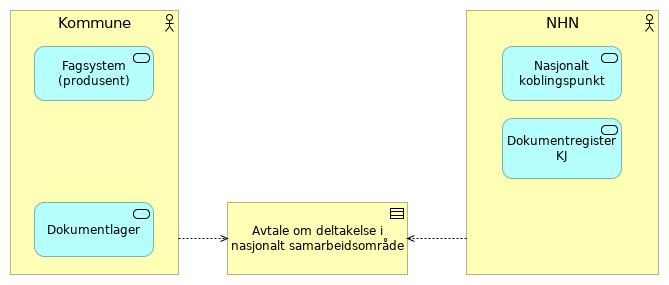 Kommune
Fagsystem
(produsent)
Dokumentlager
Avtale om deltakelse i
nasjonalt samarbeidsområde
NHN
Nasjonalt
koblingspunkt
Dokumentregister
KJ